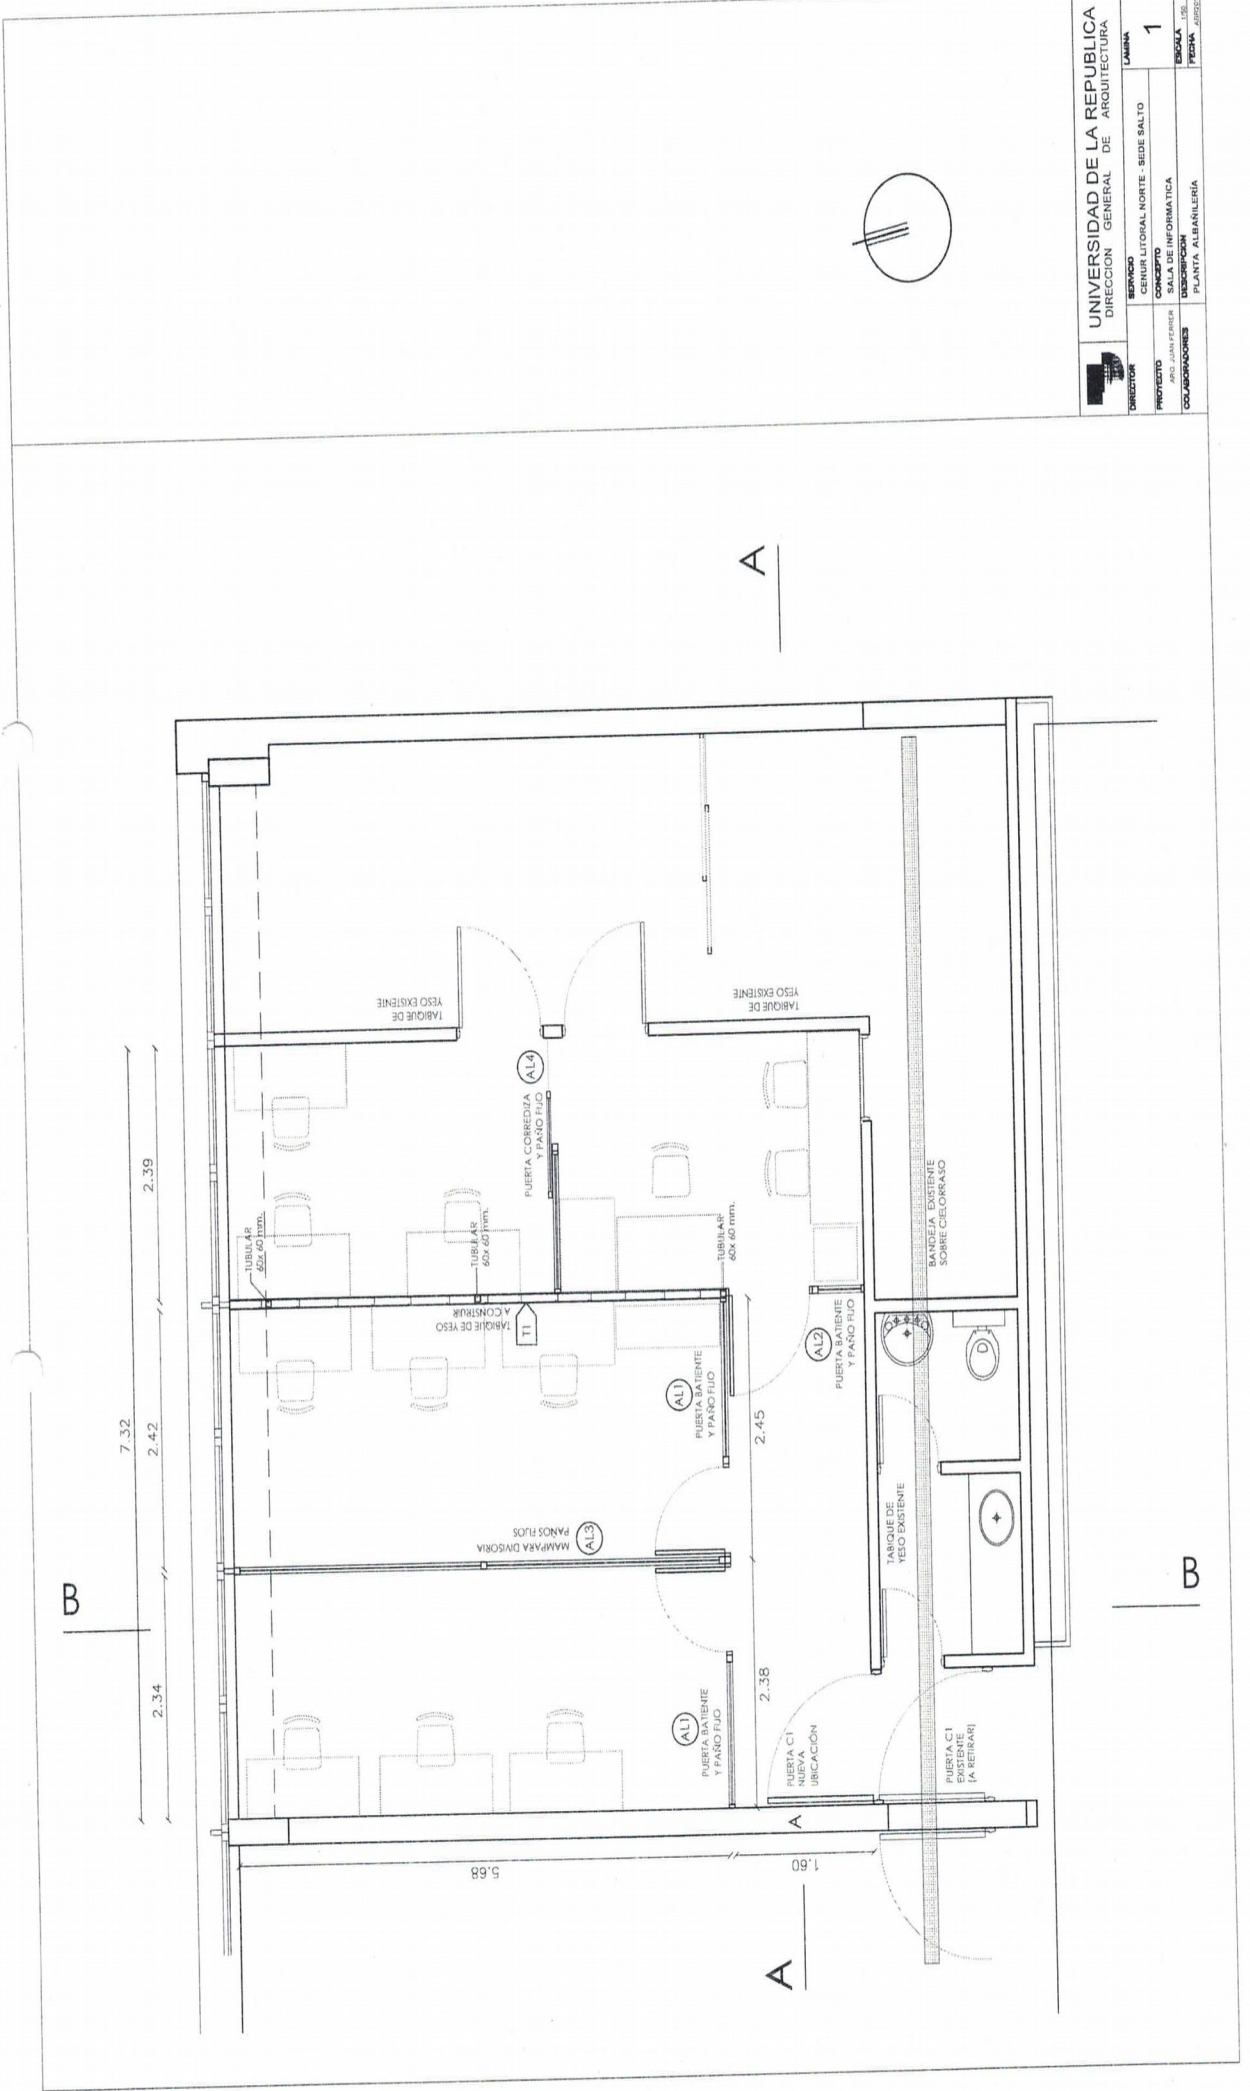 7.32
2.34
2.42
2.39
B
TUBULAR
60x 60 mm.
TABIQUE DE
YESO EXISTENTE
TABIQUE DE YESO
A CONSTRUIR
T1
TUBULAR
60x 60 mm.
PUERTA CORREDIZA
Y PAÑO FIJO
AL4
MAMPARA DIVISORIA
PAÑOS FIJOS
AL3
5.68
AL1
PUERTA BATIENTE
Y PAÑO FIJO
AL1
PUERTA BATIENTE
Y PAÑO FIJO
TUBULAR
60x 60 mm.
TABIQUE DE
YESO EXISTENTE
2.38
2.45
A
A
A
1.60
PUERTA C1
NUEVA
UBICACIÓN
AL2
PUERTA BATIENTE
Y PAÑO FIJO
TABIQUE DE
YESO EXISTENTE
BANDEJA EXISTENTE
SOBRE CIELORRASO
PUERTA C1
EXISTENTE
(A RETIRAR)
D
B
UNIVERSIDAD DE LA REPUBLICA
DIRECCION GENERAL DE ARQUITECTURA
DIRECTOR
SERVICIO
CENUR LITORAL NORTE - SEDE SALTO
LAMINA
1
PROYECTO
ARQ. JUAN FERRER
CONCEPTO
SALA DE INFORMATICA
COLABORADORES
DESCRIPCION
PLANTA ALBAÑILERÍA
ESCALA 1/50
FECHA